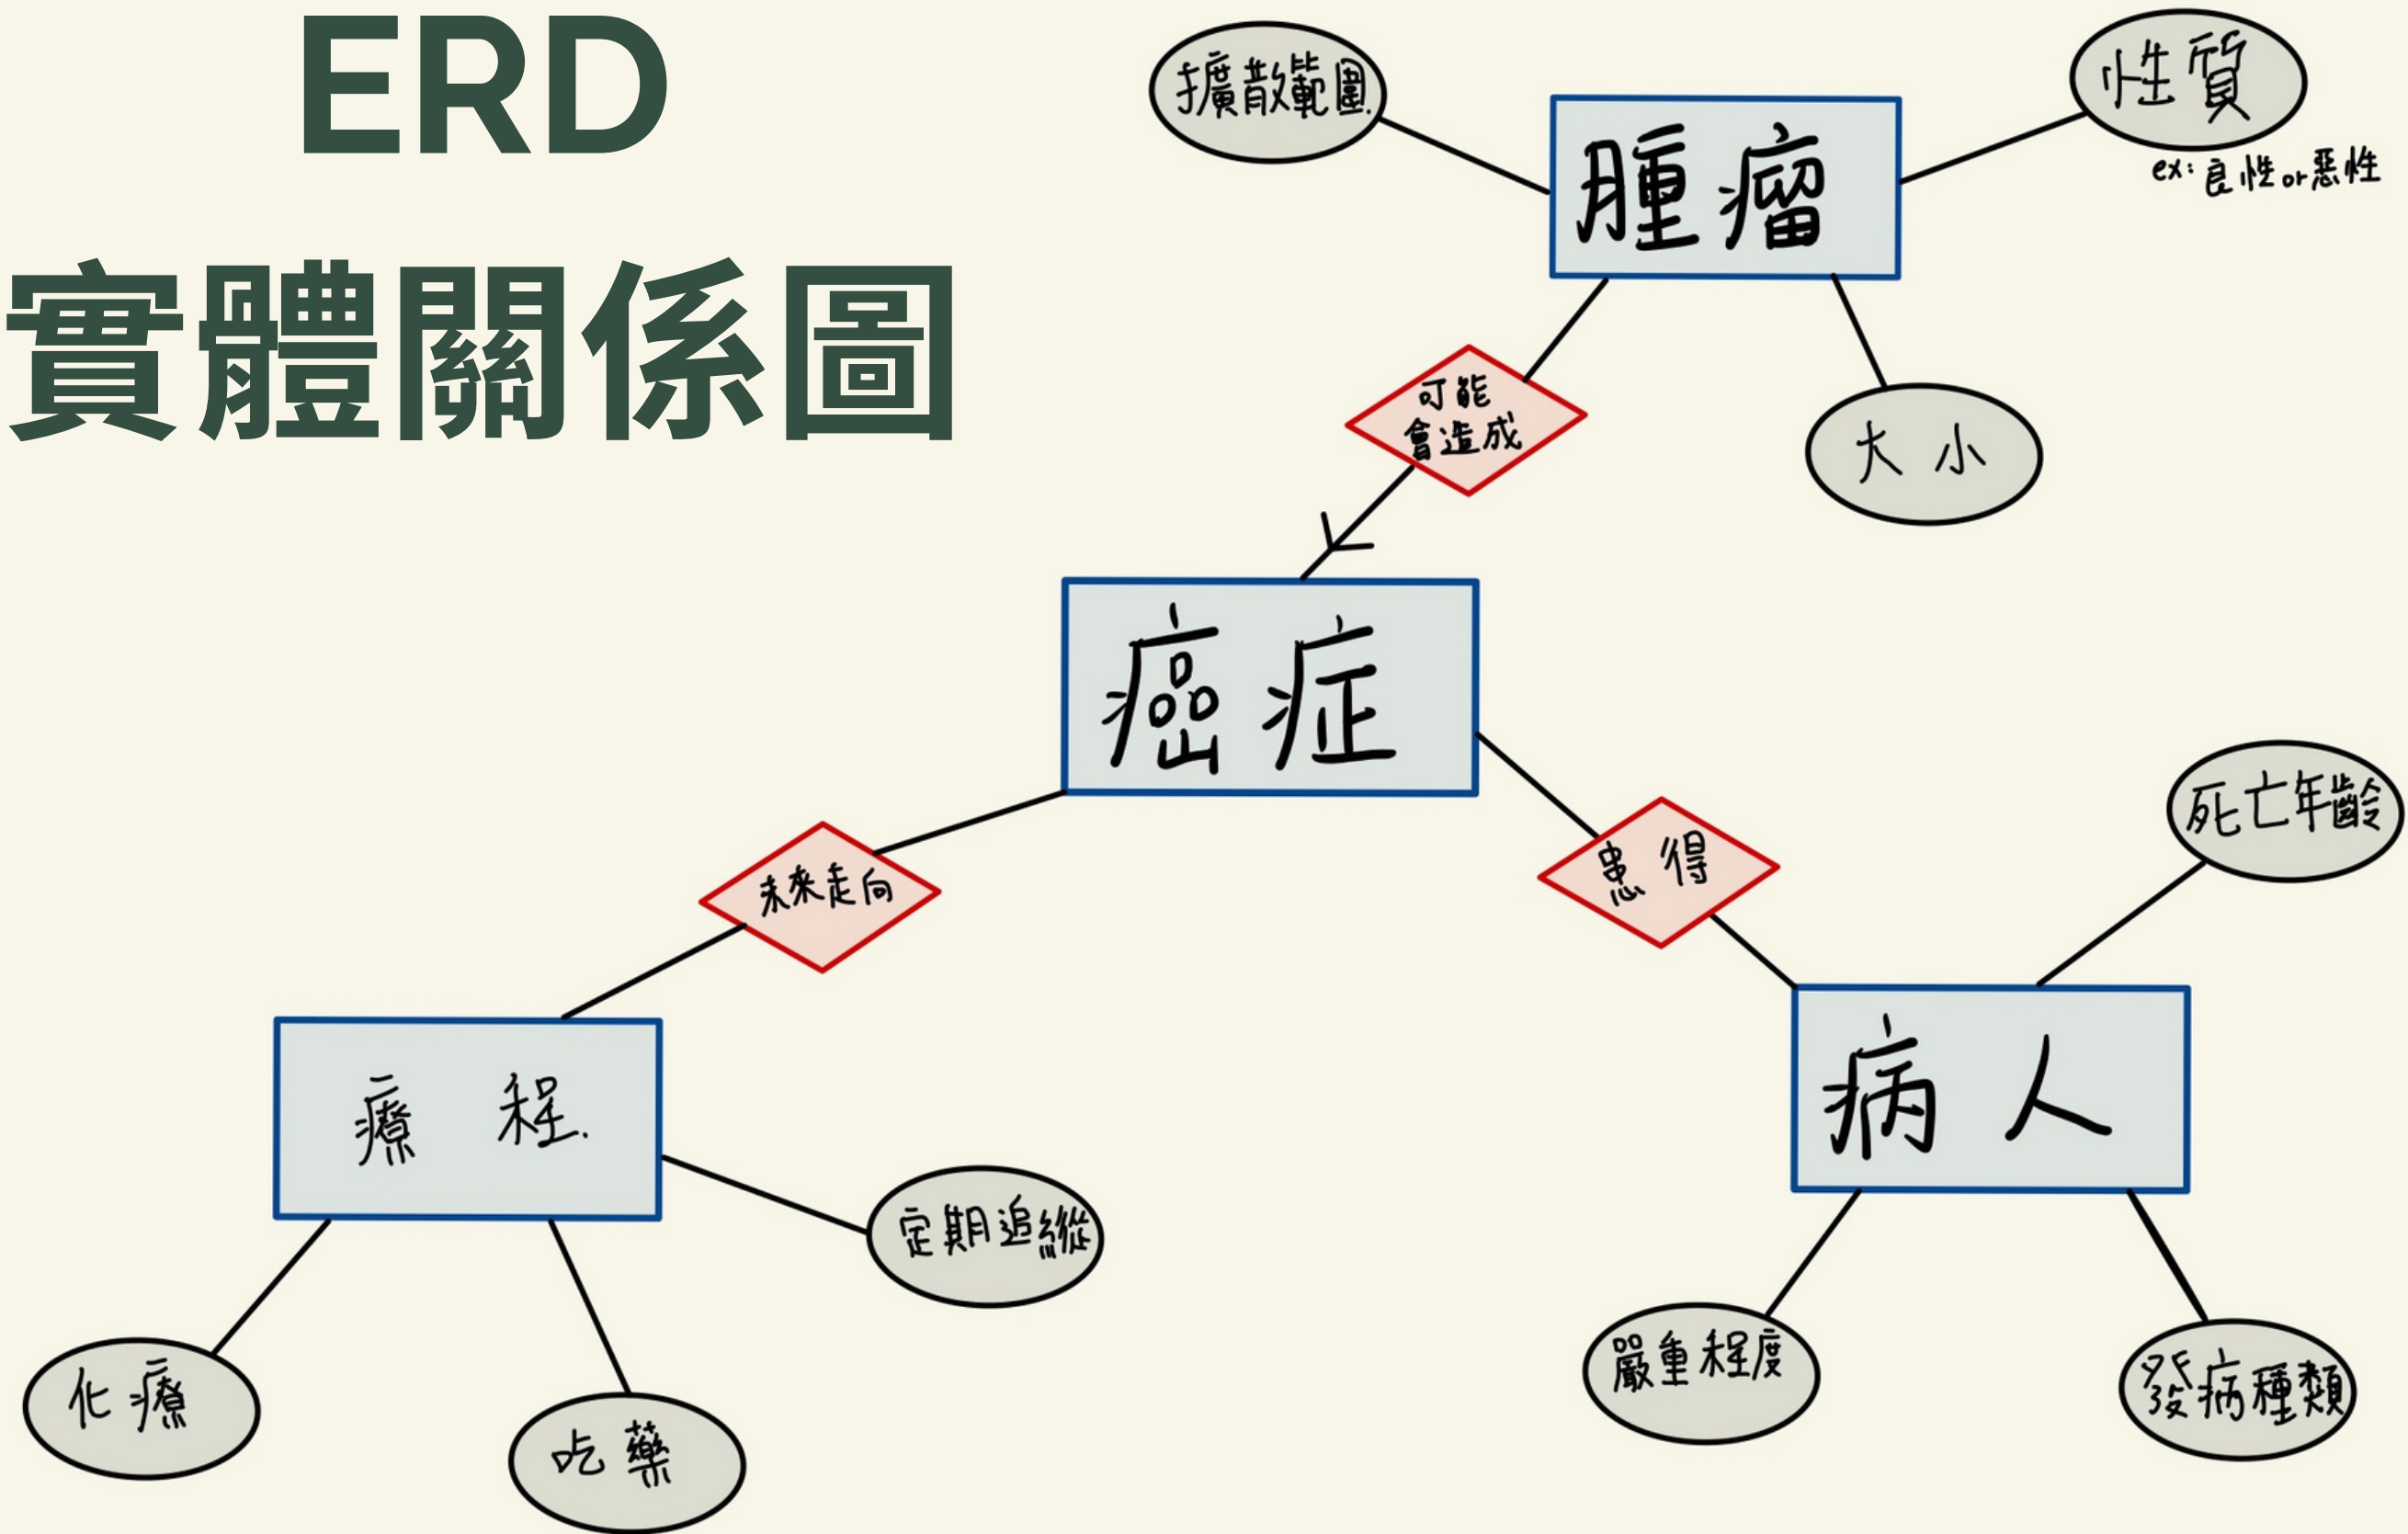 ERD
實體關係圖
擴散範圍
性質
ex: 良性 or 惡性
腫瘤
大小
可能
會造成
癌症
未來走向
患得
死亡年齡
病人
嚴重程度
發病種類
療程
定期追縱
化療
吃藥